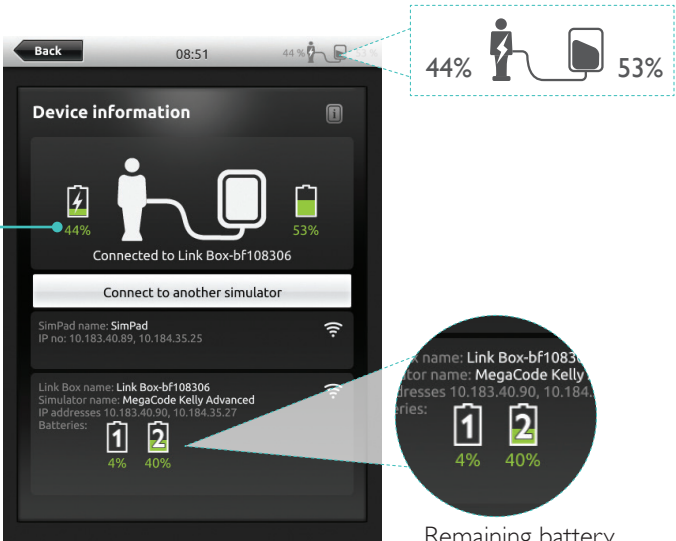 Back
08:51
44 %
44%
53%
Device information
i
44%
53%
Connected to Link Box-bf108306
Connect to another simulator
SimPad name: SimPad
IP no: 10.183.40.89, 10.184.35.25
Link Box name: Link Box-bf108306
Simulator name: MegaCode Kelly Advanced
IP addresses 10.183.40.90, 10.184.35.27
Batteries:
1
2
4%
40%
name: Link Box-bf1083
tor name: MegaCode Kelly
dresses 10.183.40.90, 10.184.
eries:
1
2
4%
40%
Remaining battery